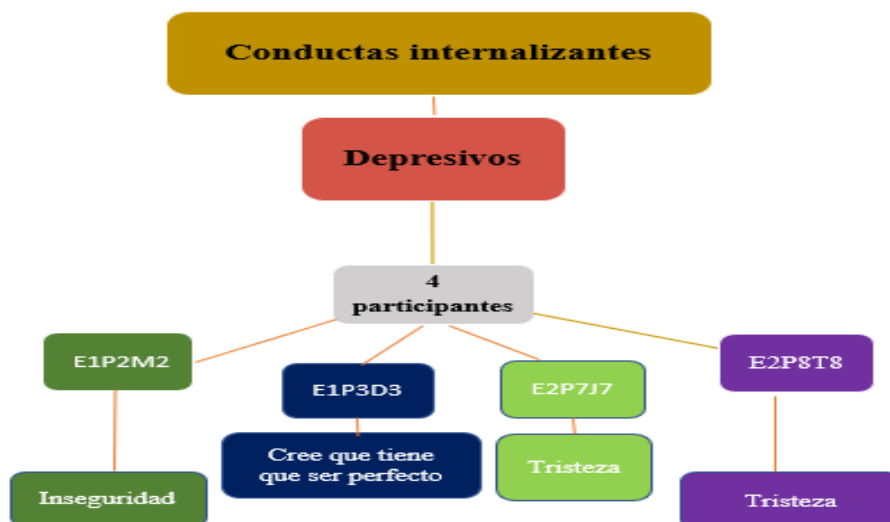 Conductas internalizantes
Depresivos
4
participantes
E1P2M2
E1P3D3
E2P7J7
E2P8T8
Inseguridad
Cree que tiene
que ser perfecto
Tristeza
Tristeza